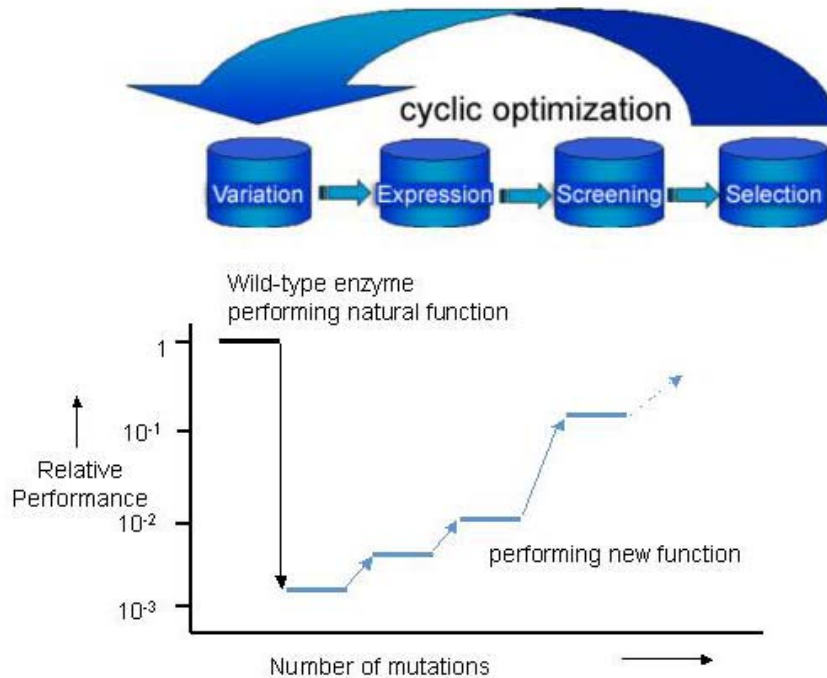 cyclic optimization
Variation
Expression
Screening
Selection
Wild-type enzyme
performing natural function
1
10⁻¹
Relative
Performance
10⁻²
performing new function
10⁻³
Number of mutations